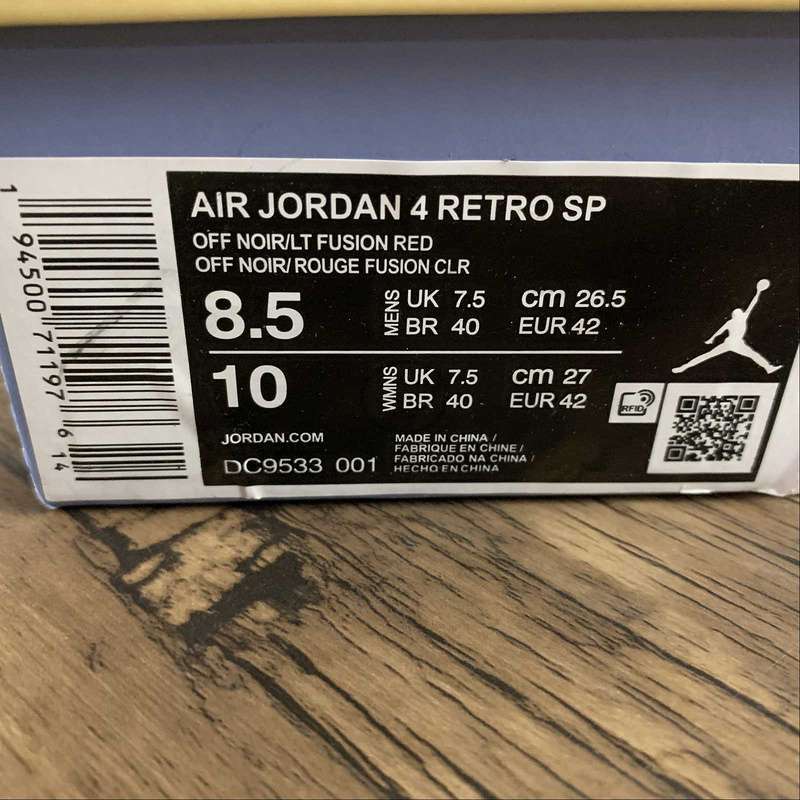 AIR JORDAN 4 RETRO SP
OFF NOIR/LT FUSION RED
OFF NOIR/ROUGE FUSION CLR
8.5 MENS UK 7.5 cm 26.5
BR 40 EUR 42
10 WMNS UK 7.5 cm 27
BR 40 EUR 42
RFID
JORDAN.COM
DC9533 001
MADE IN CHINA /
FABRIQUE EN CHINE /
FABRICADO NA CHINA /
HECHO EN CHINA
1 94500 71197 6 14